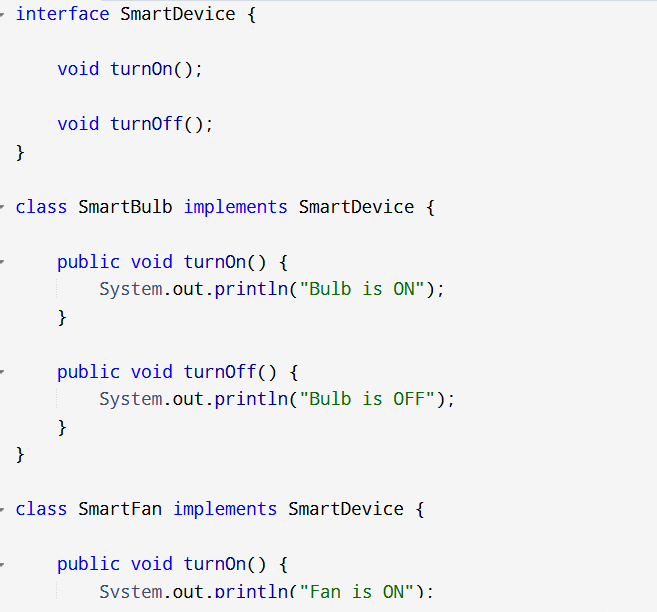 interface SmartDevice {
    void turnOn();
    void turnOff();
}
class SmartBulb implements SmartDevice {
    public void turnOn() {
        System.out.println("Bulb is ON");
    }
    public void turnOff() {
        System.out.println("Bulb is OFF");
    }
}
class SmartFan implements SmartDevice {
    public void turnOn() {
        System.out.println("Fan is ON");